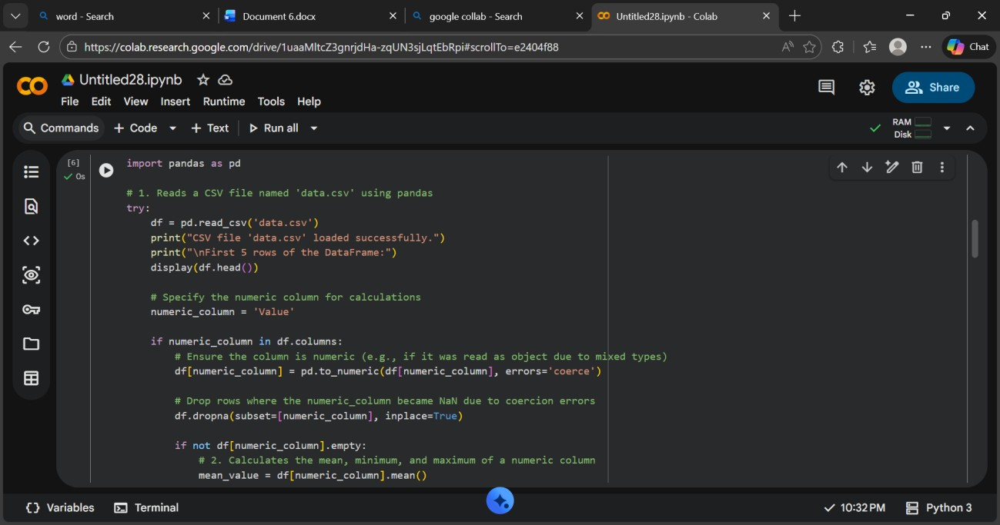 word - Search
Document 6.docx
google collab - Search
Untitled28.ipynb - Colab
https://colab.research.google.com/drive/1uaaMltcZ3gnrjdHa-zqUN3sjLqtEbRpi#scrollTo=e2404f88
Chat
Untitled28.ipynb
File Edit View Insert Runtime Tools Help
Share
Commands + Code + Text Run all
RAM
Disk
[6]
0s
import pandas as pd
# 1. Reads a CSV file named 'data.csv' using pandas
try:
    df = pd.read_csv('data.csv')
    print("CSV file 'data.csv' loaded successfully.")
    print("\nFirst 5 rows of the DataFrame:")
    display(df.head())
    # Specify the numeric column for calculations
    numeric_column = 'Value'
    if numeric_column in df.columns:
        # Ensure the column is numeric (e.g., if it was read as object due to mixed types)
        df[numeric_column] = pd.to_numeric(df[numeric_column], errors='coerce')
        # Drop rows where the numeric_column became NaN due to coercion errors
        df.dropna(subset=[numeric_column], inplace=True)
        if not df[numeric_column].empty:
            # 2. Calculates the mean, minimum, and maximum of a numeric column
            mean_value = df[numeric_column].mean()
Variables
Terminal
10:32 PM
Python 3